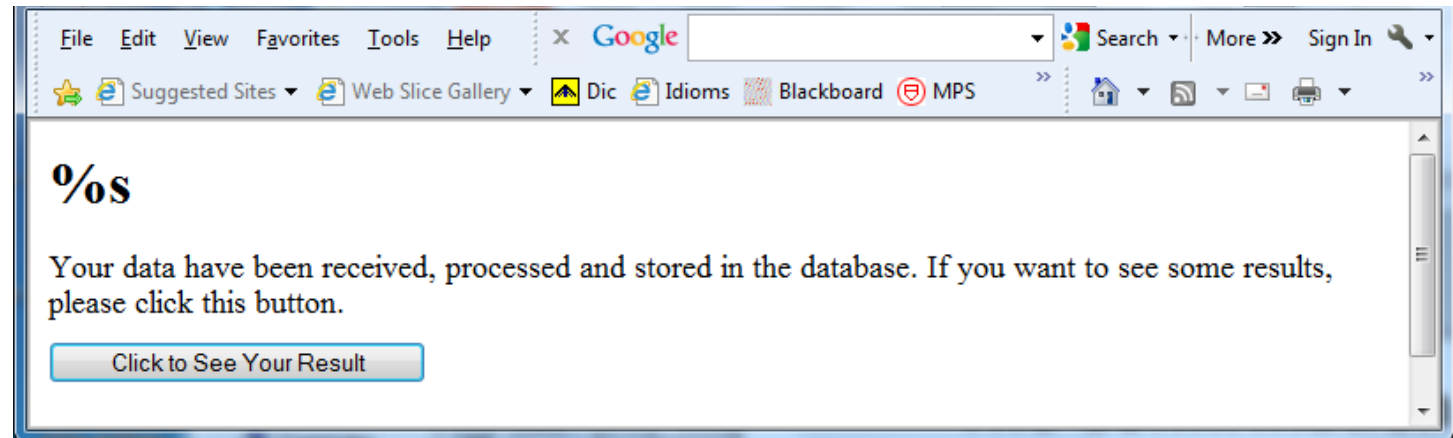 File Edit View Favorites Tools Help x Google Search More » Sign In
Suggested Sites Web Slice Gallery Dic Idioms Blackboard MPS » »
%s
Your data have been received, processed and stored in the database. If you want to see some results,
please click this button.
Click to See Your Result